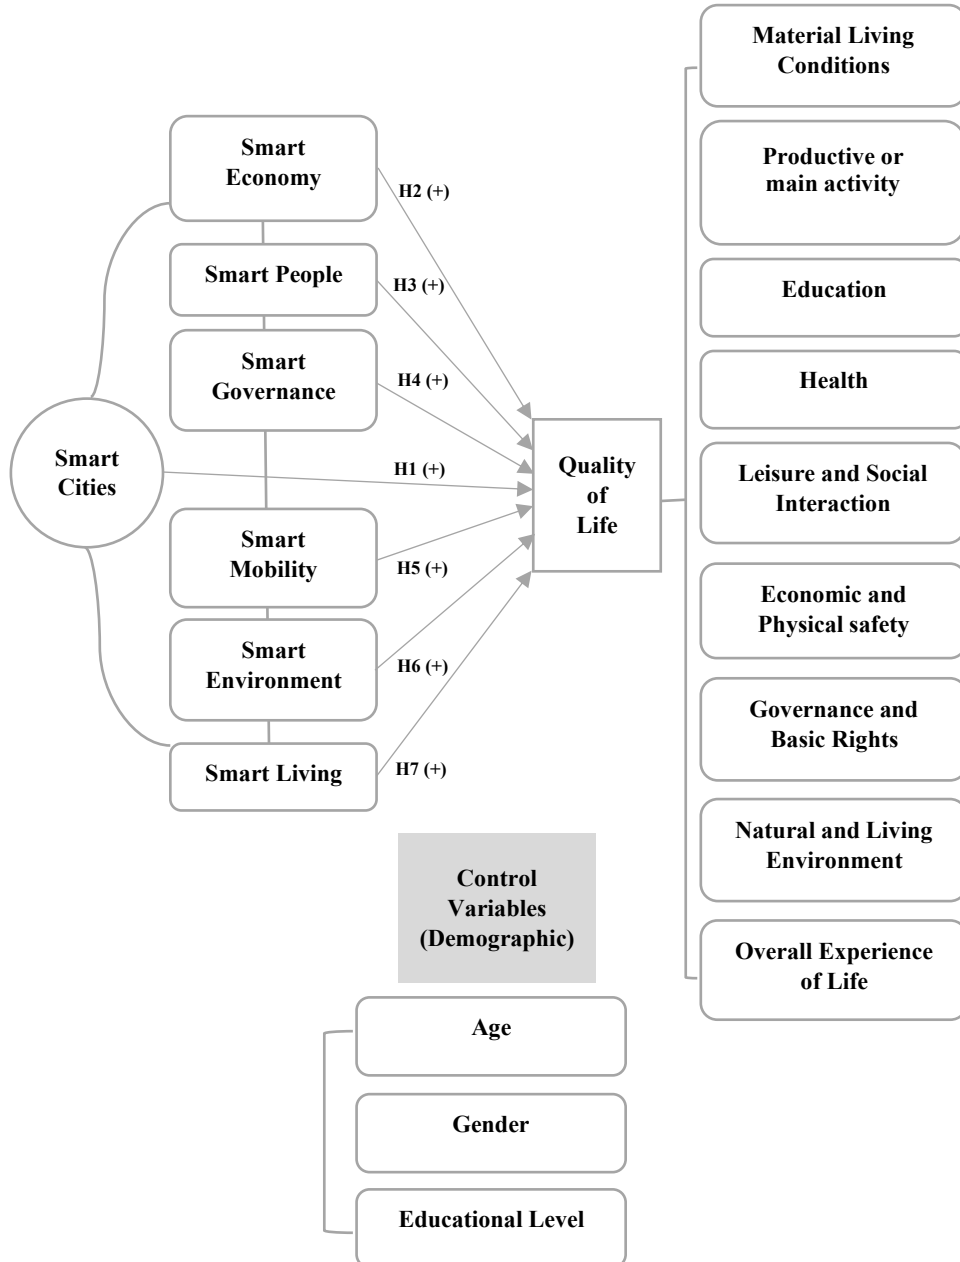 Smart
Cities
Smart
Economy
Smart People
Smart
Governance
Smart
Mobility
Smart
Environment
Smart Living
H2 (+)
H3 (+)
H4 (+)
H1 (+)
H5 (+)
H6 (+)
H7 (+)
Quality
of
Life
Material Living
Conditions
Productive or
main activity
Education
Health
Leisure and Social
Interaction
Economic and
Physical safety
Governance and
Basic Rights
Natural and Living
Environment
Overall Experience
of Life
Control
Variables
(Demographic)
Age
Gender
Educational Level